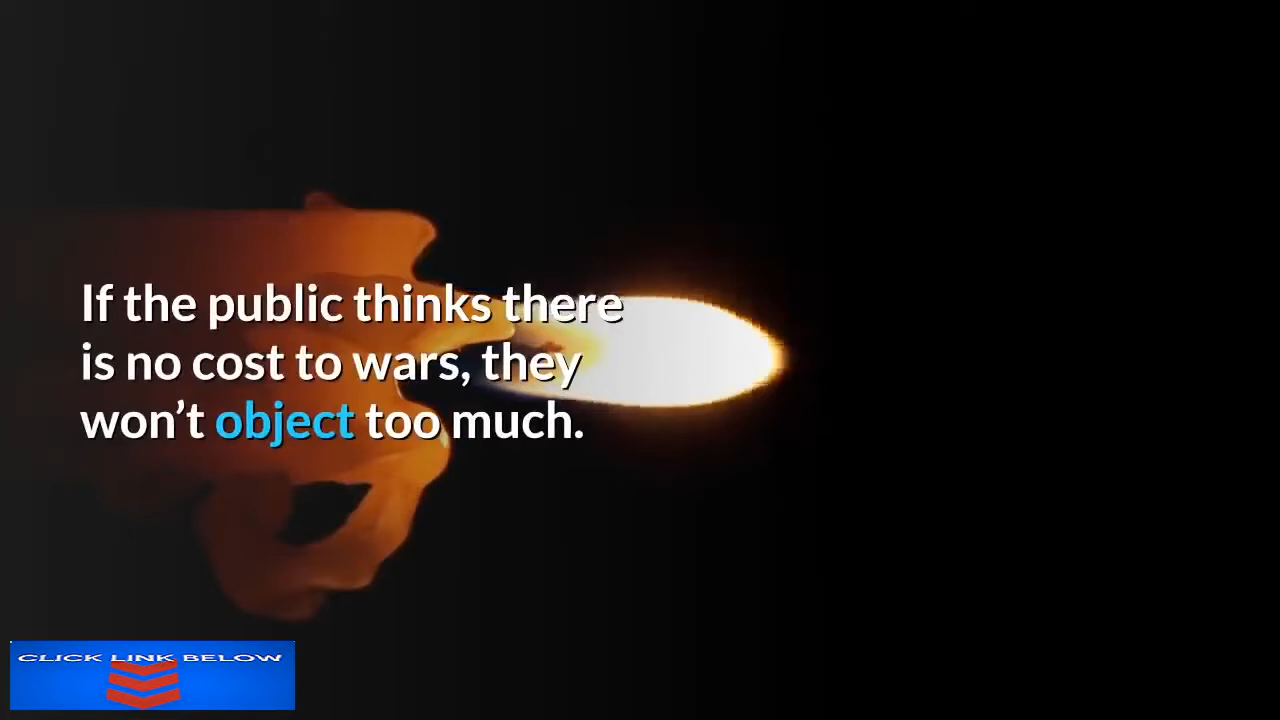 If the public thinks there
is no cost to wars, they
won’t object too much.
CLICK LINK BELOW